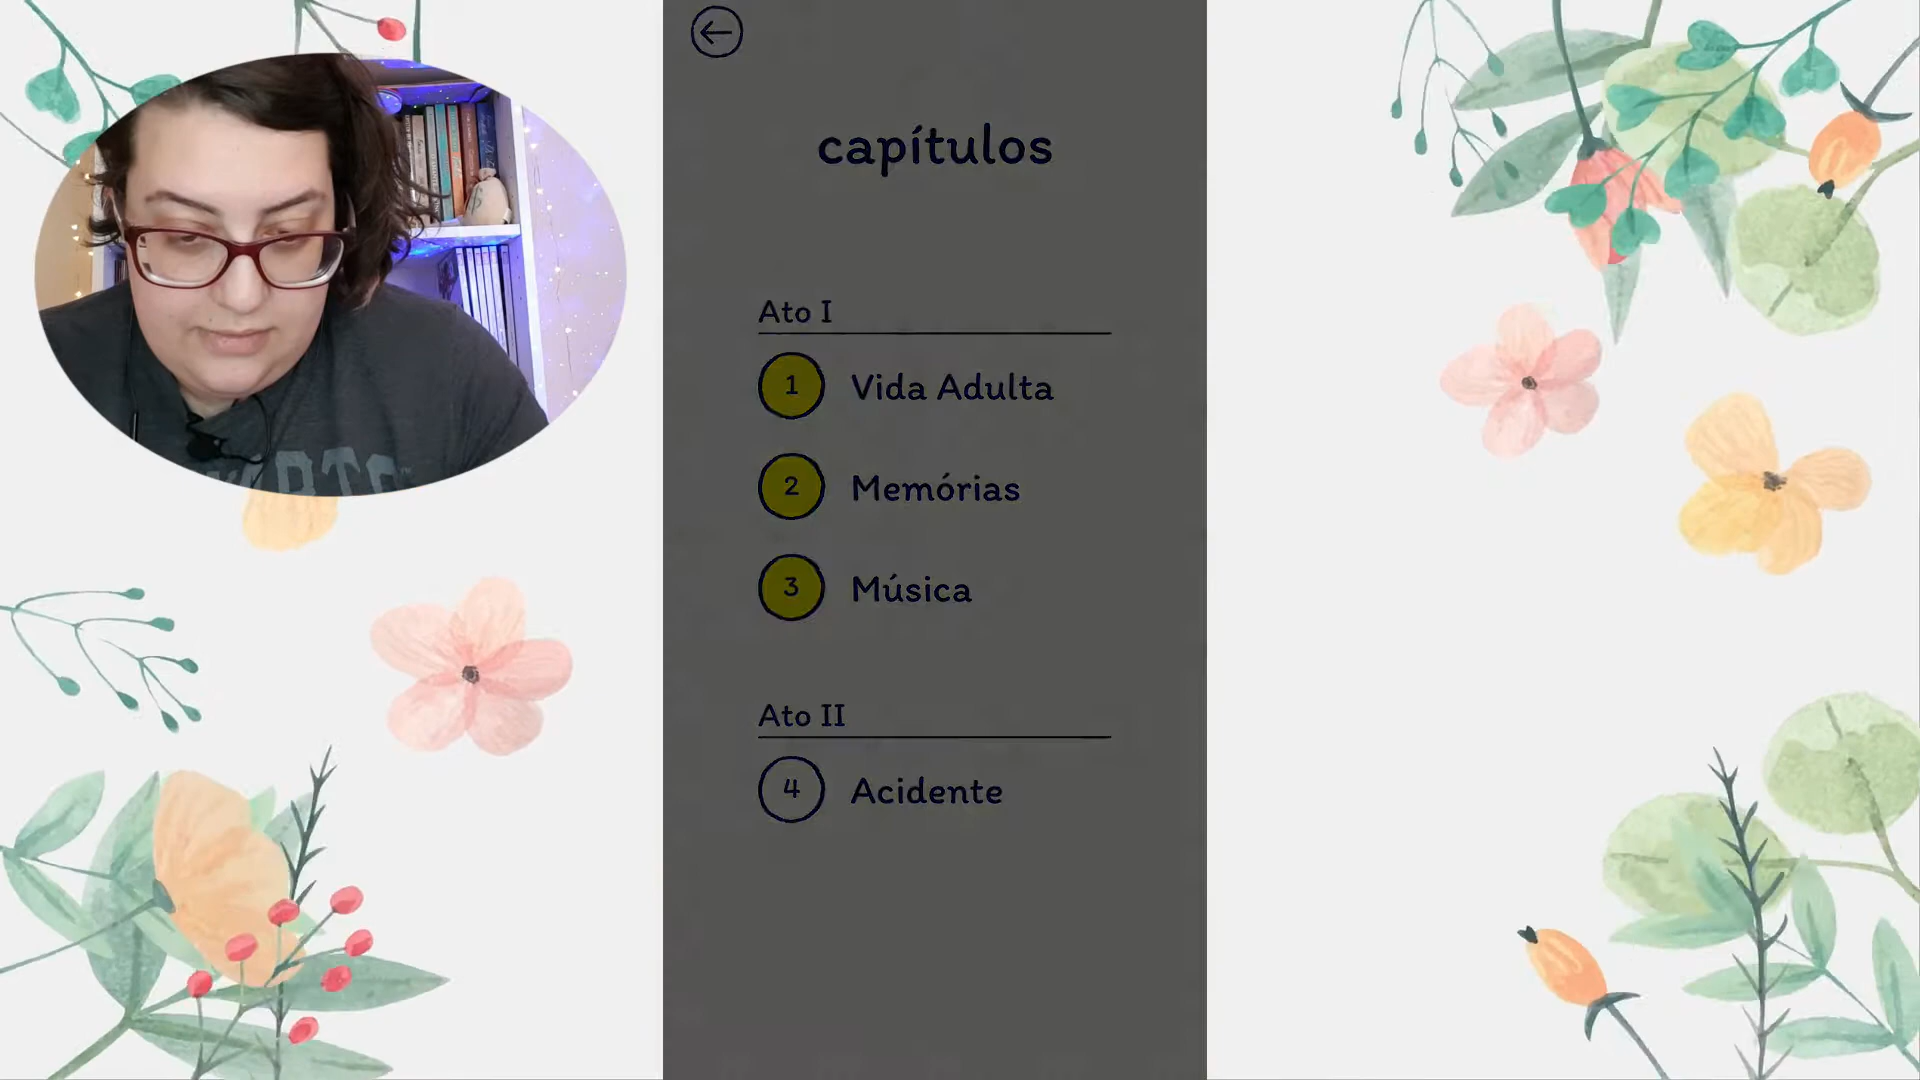 capítulos
Ato I
1 Vida Adulta
2 Memórias
3 Música
Ato II
4 Acidente